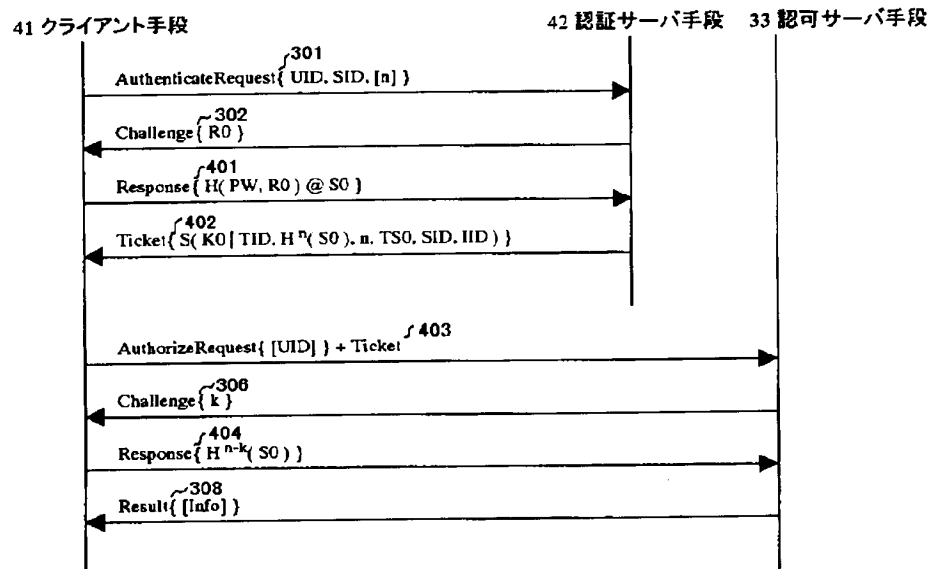 41 クライアント手段
42 認証サーバ手段
33 認可サーバ手段
301
AuthenticateRequest{ UID, SID, [n] }
302
Challenge{ R0 }
401
Response{ H( PW, R0 ) @ S0 }
402
Ticket{ S( K0 | TID, H^n( S0 ), n, TS0, SID, IID ) }
403
AuthorizeRequest{ [UID] } + Ticket
306
Challenge{ k }
404
Response{ H^n-k( S0 ) }
308
Result{ [Info] }